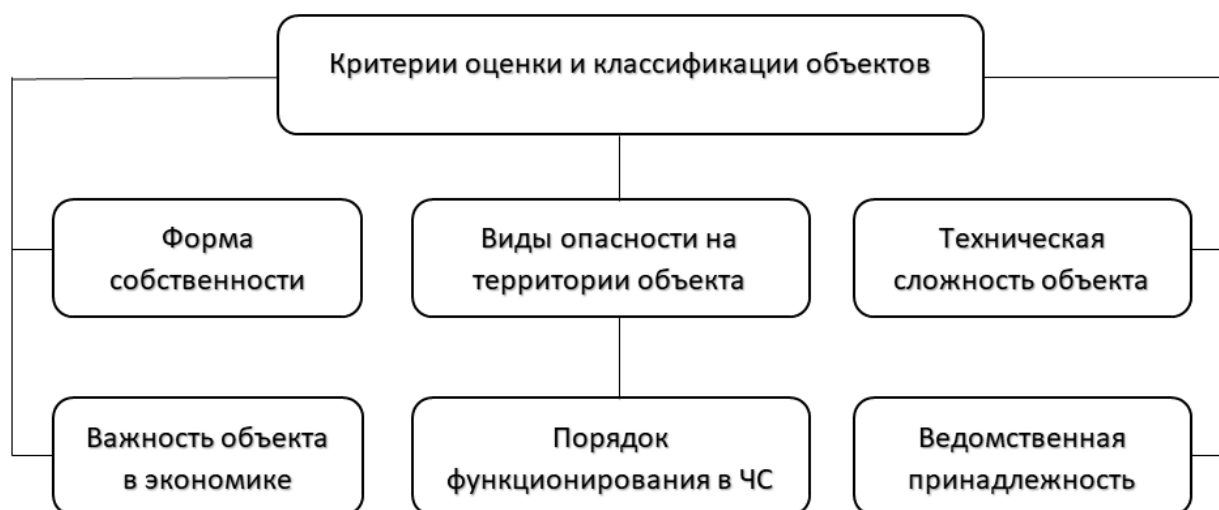 Критерии оценки и классификации объектов
Форма
собственности
Виды опасности на
территории объекта
Техническая
сложность объекта
Важность объекта
в экономике
Порядок
функционирования в ЧС
Ведомственная
принадлежность